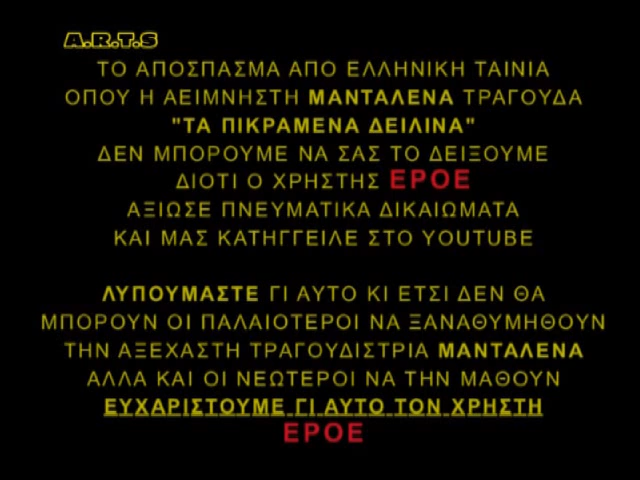 A.R.T.S
ΤΟ ΑΠΟΣΠΑΣΜΑ ΑΠΟ ΕΛΛΗΝΙΚΗ ΤΑΙΝΙΑ
ΟΠΟΥ Η ΑΕΙΜΝΗΣΤΗ ΜΑΝΤΑΛΕΝΑ ΤΡΑΓΟΥΔΑ
"ΤΑ ΠΙΚΡΑΜΕΝΑ ΔΕΙΛΙΝΑ"
ΔΕΝ ΜΠΟΡΟΥΜΕ ΝΑ ΣΑΣ ΤΟ ΔΕΙΞΟΥΜΕ
ΔΙΟΤΙ Ο ΧΡΗΣΤΗΣ ΕΡΟΕ
ΑΞΙΩΣΕ ΠΝΕΥΜΑΤΙΚΑ ΔΙΚΑΙΩΜΑΤΑ
ΚΑΙ ΜΑΣ ΚΑΤΗΓΓΕΙΛΕ ΣΤΟ YOUTUBE
ΛΥΠΟΥΜΑΣΤΕ ΓΙ ΑΥΤΟ ΚΙ ΕΤΣΙ ΔΕΝ ΘΑ
ΜΠΟΡΟΥΝ ΟΙ ΠΑΛΑΙΟΤΕΡΟΙ ΝΑ ΞΑΝΑΘΥΜΗΘΟΥΝ
ΤΗΝ ΑΞΕΧΑΣΤΗ ΤΡΑΓΟΥΔΙΣΤΡΙΑ ΜΑΝΤΑΛΕΝΑ
ΑΛΛΑ ΚΑΙ ΟΙ ΝΕΩΤΕΡΟΙ ΝΑ ΤΗΝ ΜΑΘΟΥΝ
ΕΥΧΑΡΙΣΤΟΥΜΕ ΓΙ ΑΥΤΟ ΤΟΝ ΧΡΗΣΤΗ
ΕΡΟΕ